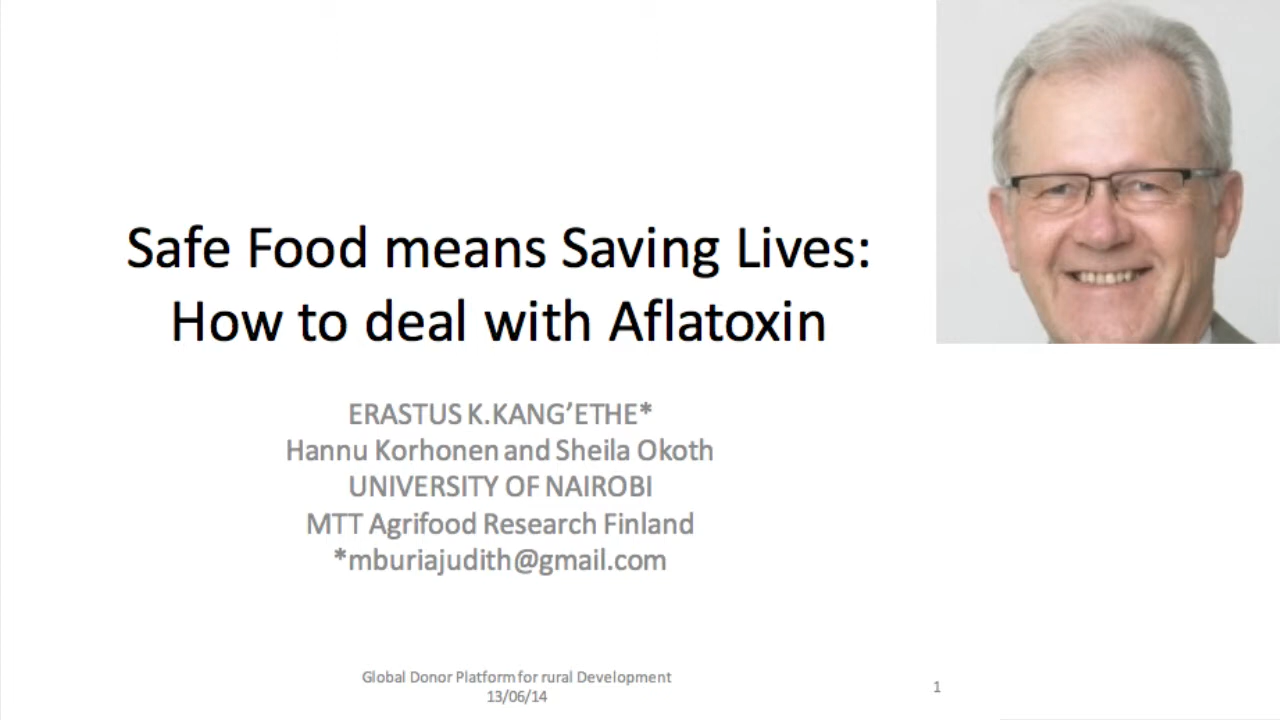 Safe Food means Saving Lives:
How to deal with Aflatoxin
ERASTUS K.KANG’ETHE*
Hannu Korhonen and Sheila Okoth
UNIVERSITY OF NAIROBI
MTT Agrifood Research Finland
*mburiajudith@gmail.com
Global Donor Platform for rural Development
13/06/14
1